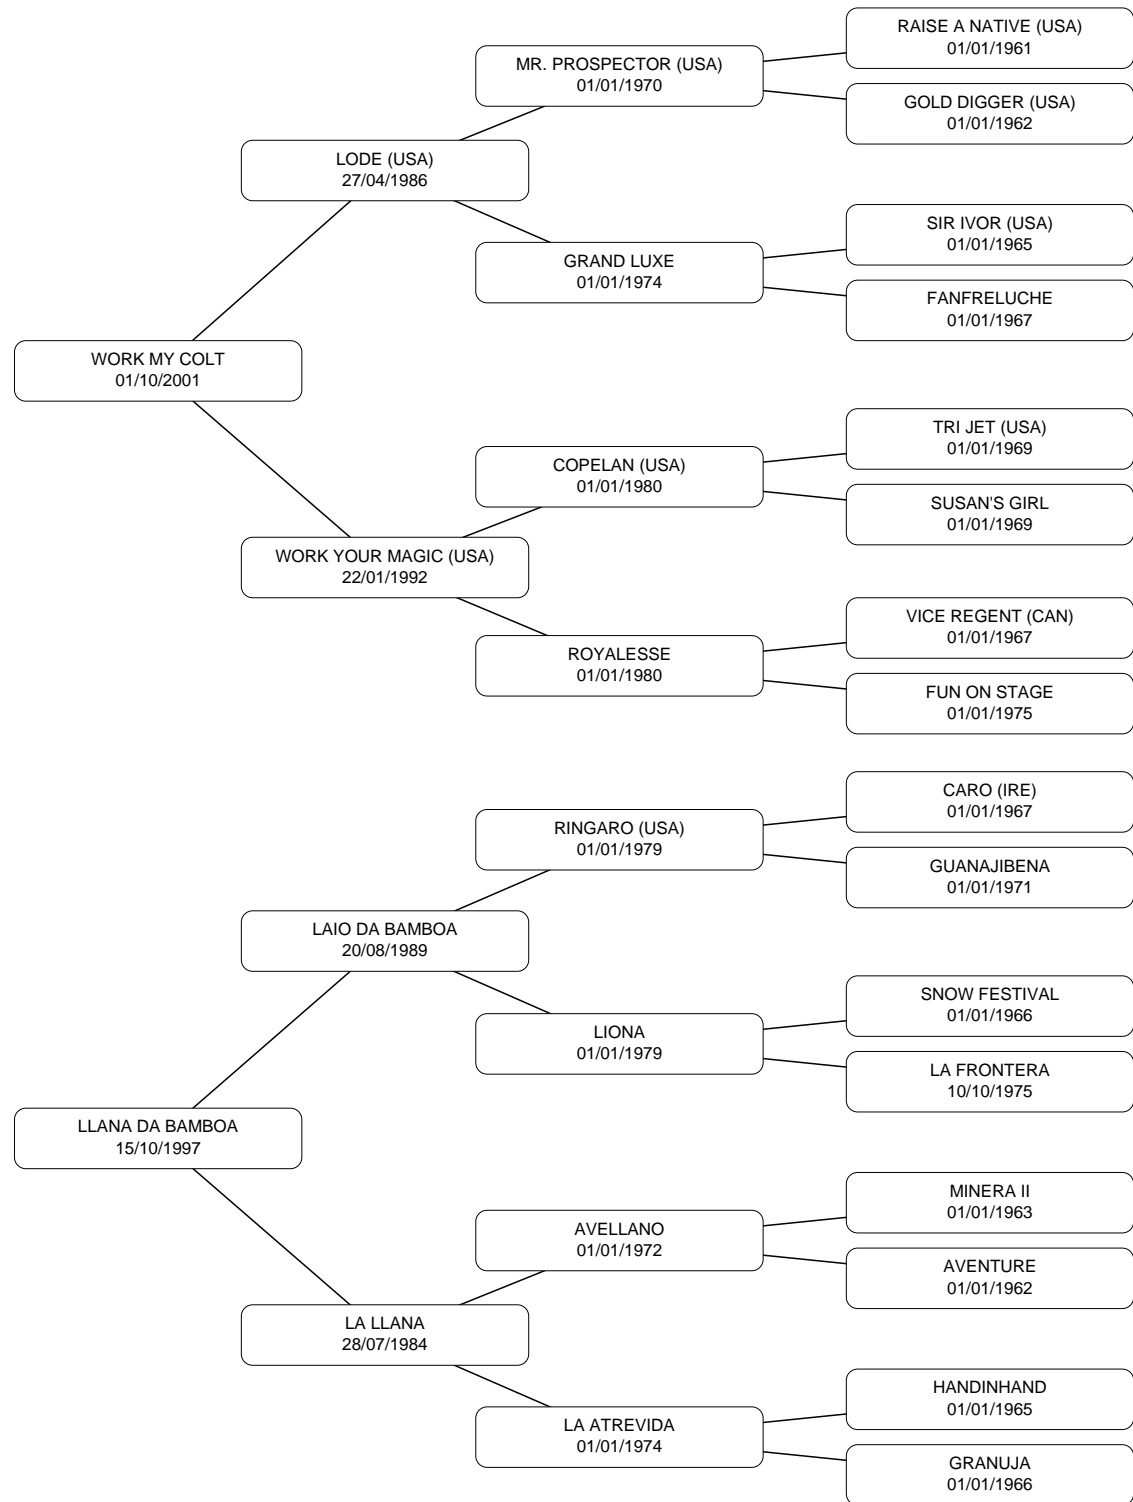 RAISE A NATIVE (USA)
01/01/1961
MR. PROSPECTOR (USA)
01/01/1970
GOLD DIGGER (USA)
01/01/1962
LODE (USA)
27/04/1986
SIR IVOR (USA)
01/01/1965
GRAND LUXE
01/01/1974
FANFRELUCHE
01/01/1967
WORK MY COLT
01/10/2001
TRI JET (USA)
01/01/1969
COPELAN (USA)
01/01/1980
SUSAN'S GIRL
01/01/1969
WORK YOUR MAGIC (USA)
22/01/1992
VICE REGENT (CAN)
01/01/1967
ROYALESSE
01/01/1980
FUN ON STAGE
01/01/1975
CARO (IRE)
01/01/1967
RINGARO (USA)
01/01/1979
GUANAJIBENA
01/01/1971
LAIO DA BAMBOA
20/08/1989
SNOW FESTIVAL
01/01/1966
LIONA
01/01/1979
LA FRONTERA
10/10/1975
LLANA DA BAMBOA
15/10/1997
MINERA II
01/01/1963
AVELLANO
01/01/1972
AVENTURE
01/01/1962
LA LLANA
28/07/1984
HANDINHAND
01/01/1965
LA ATREVIDA
01/01/1974
GRANUJA
01/01/1966